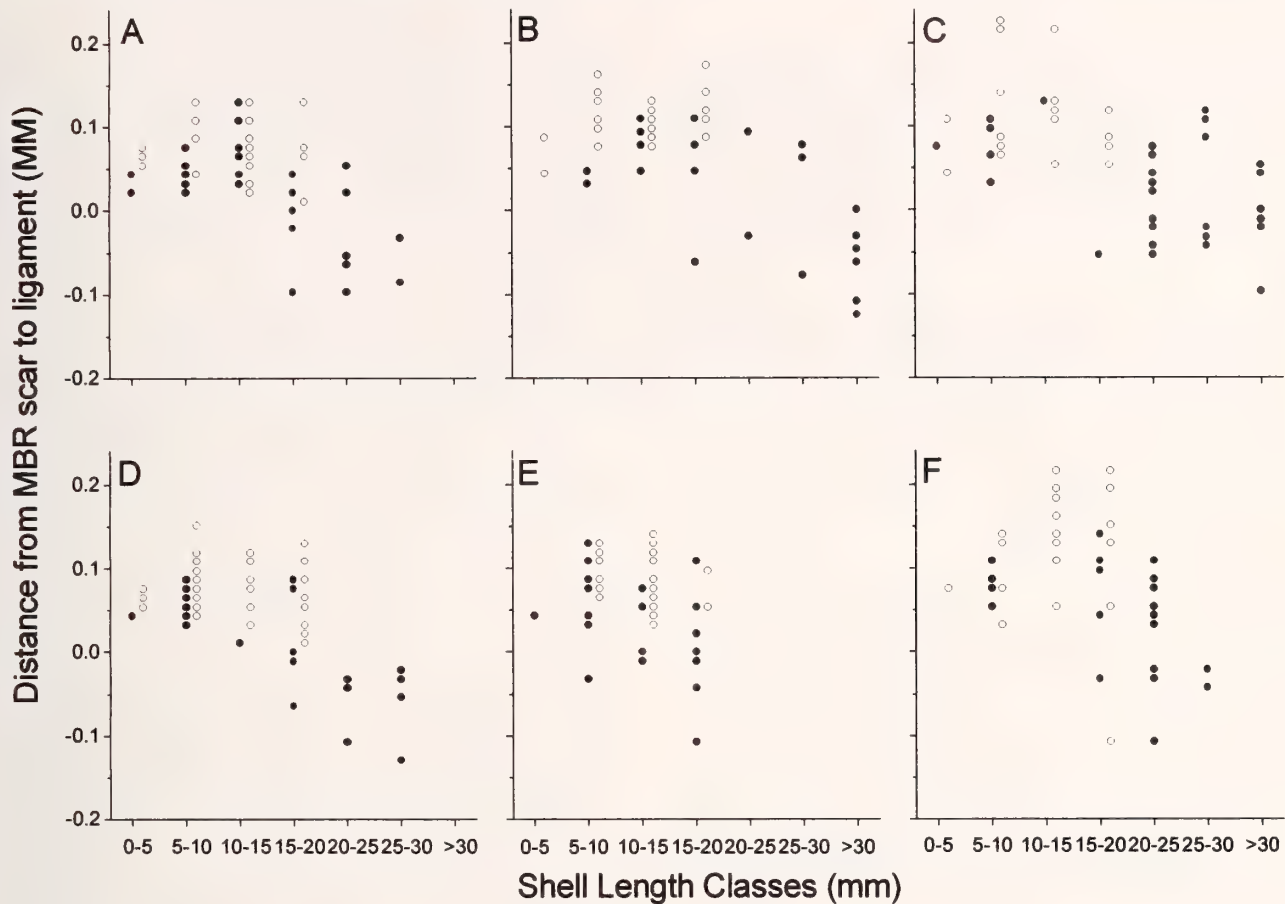 A
B
C
0.2
0.1
0.0
-0.1
-0.2
Distance from MBR scar to ligament (MM)
D
E
F
0.2
0.1
0.0
-0.1
-0.2
0-5 5-10 10-15 15-20 20-25 25-30 >30
0-5 5-10 10-15 15-20 20-25 25-30 >30
0-5 5-10 10-15 15-20 20-25 25-30 >30
Shell Length Classes (mm)